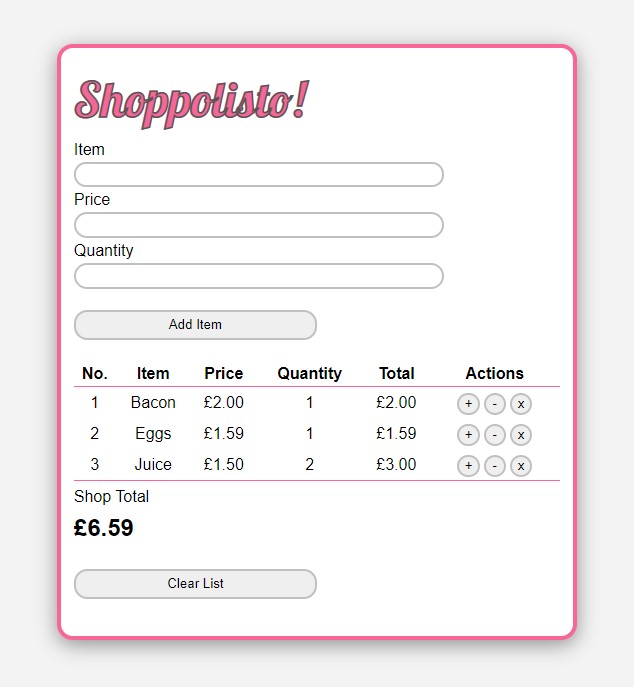 Shoppolisto!
Item
Price
Quantity
Add Item
No. Item Price Quantity Total Actions
1 Bacon £2.00 1 £2.00 + - x
2 Eggs £1.59 1 £1.59 + - x
3 Juice £1.50 2 £3.00 + - x
Shop Total
£6.59
Clear List